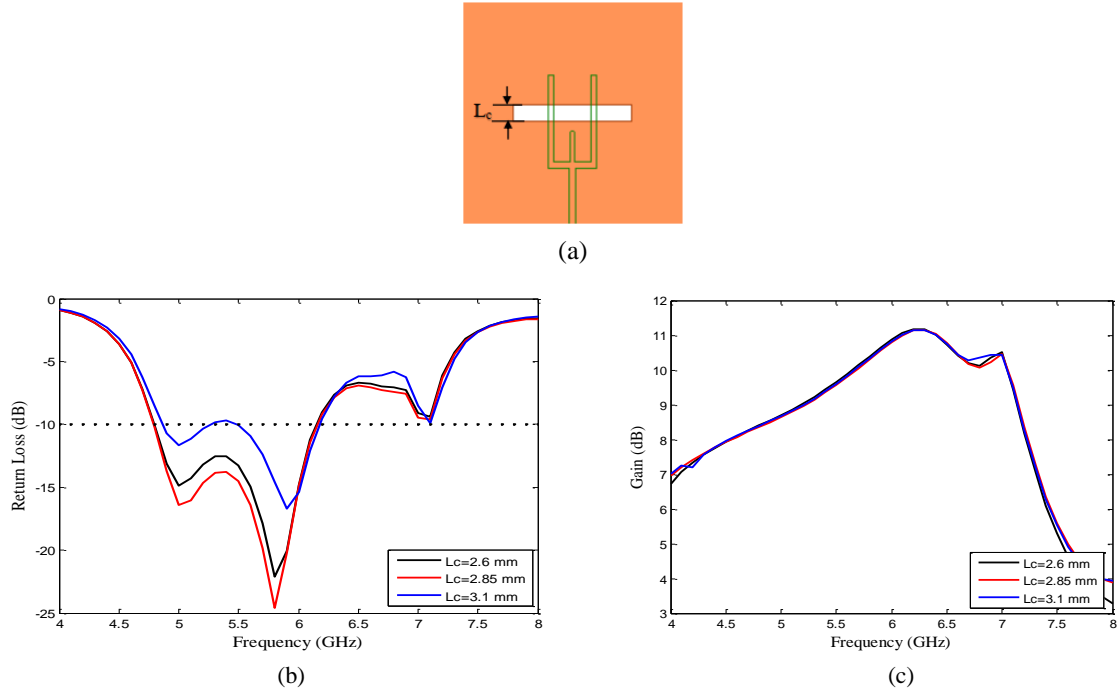 Lc
(a)
0
-5
-10
-15
-20
-25
Return Loss (dB)
4 4.5 5 5.5 6 6.5 7 7.5 8
Frequency (GHz)
Lc=2.6 mm
Lc=2.85 mm
Lc=3.1 mm
(b)
12
11
10
9
8
7
6
5
4
3
Gain (dB)
4 4.5 5 5.5 6 6.5 7 7.5 8
Frequency (GHz)
Lc=2.6 mm
Lc=2.85 mm
Lc=3.1 mm
(c)